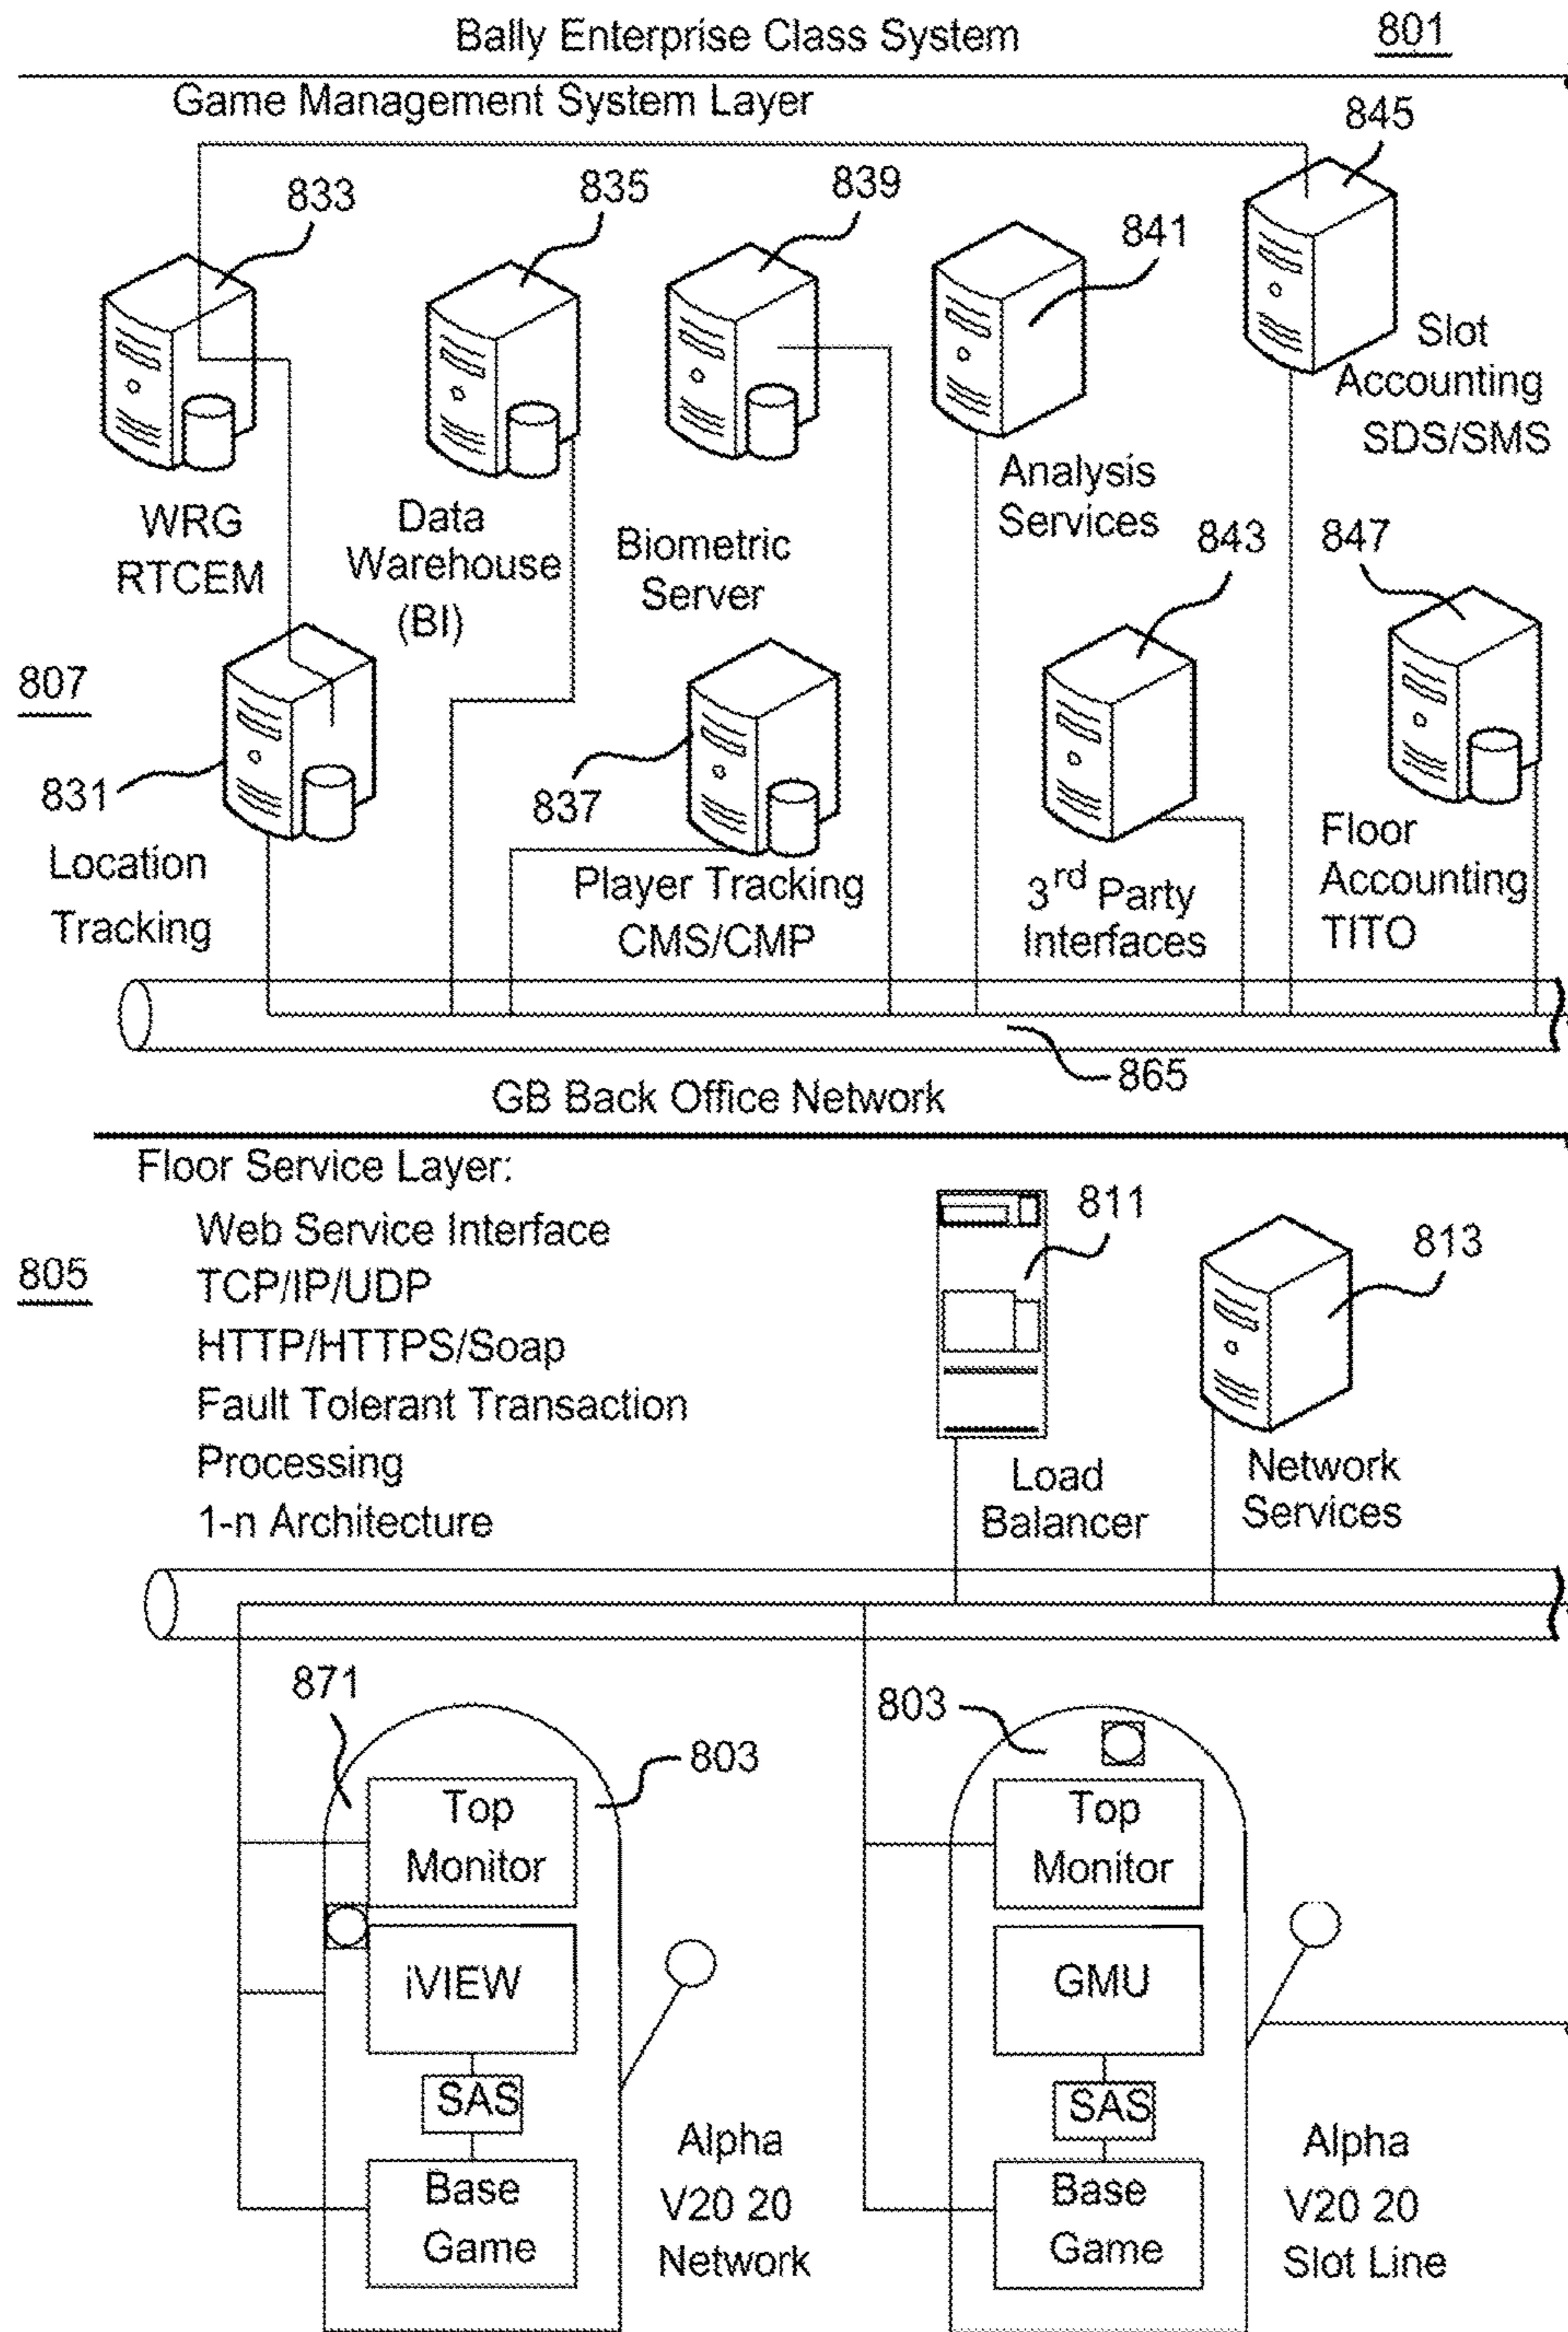 Bally Enterprise Class System
801
Game Management System Layer
845
833
835
839
841
Slot
Accounting
SDS/SMS
WRG
RTCEM
Data
Warehouse
(BI)
Biometric
Server
Analysis
Services
843
847
807
831
Location
Tracking
837
Player Tracking
CMS/CMP
3rd Party
Interfaces
Floor
Accounting
TITO
865
GB Back Office Network
Floor Service Layer:
805
Web Service Interface
TCP/IP/UDP
HTTP/HTTPS/Soap
Fault Tolerant Transaction
Processing
1-n Architecture
811
813
Load
Balancer
Network
Services
871
803
Top
Monitor
iVIEW
SAS
Base
Game
Alpha
V20 20
Network
803
Top
Monitor
GMU
SAS
Base
Game
Alpha
V20 20
Slot Line